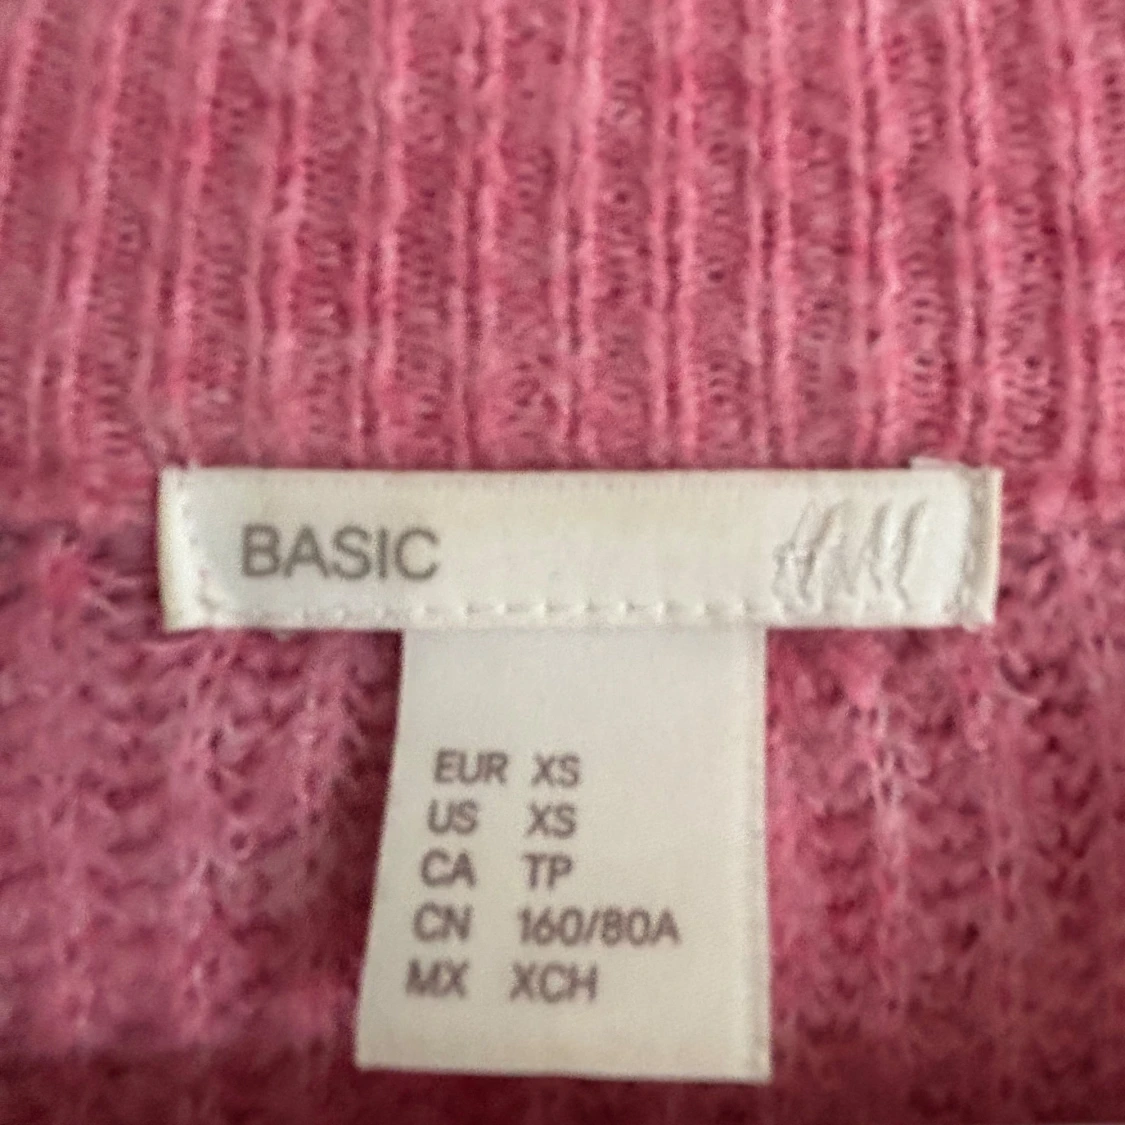 BASIC H&M
EUR XS
US XS
CA TP
CN 160/80A
MX XCH